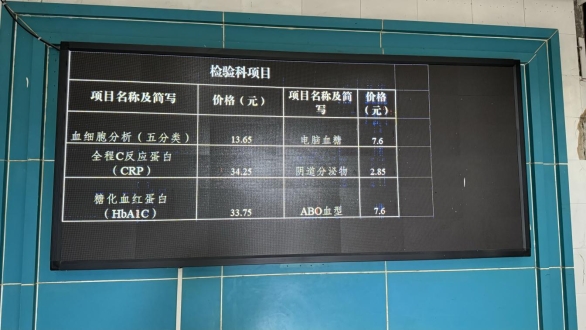 检验科项目
项目名称及简写 价格（元） 项目名称及简写 价格（元）
血细胞分析（五分类） 13.65 电脑血糖 7.6
全程C反应蛋白（CRP） 34.25 阴道分泌物 2.85
糖化血红蛋白（HbA1C） 33.75 ABO血型 7.6